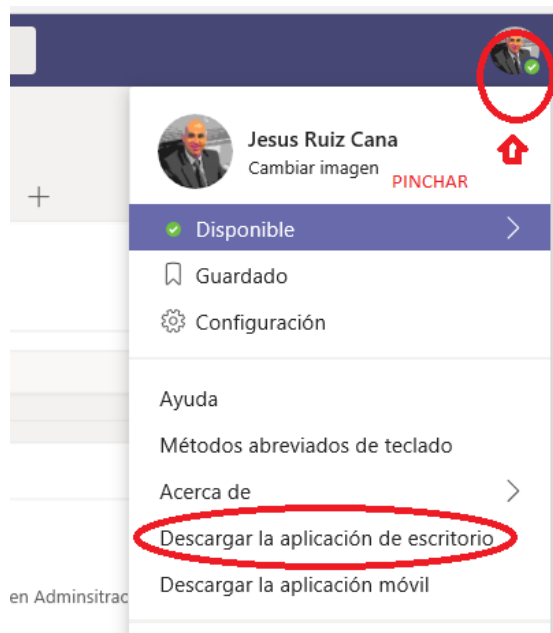 Jesus Ruiz Cana
Cambiar imagen
PINCHAR
Disponible
Guardado
Configuración
Ayuda
Métodos abreviados de teclado
Acerca de
Descargar la aplicación de escritorio
en Adminsitrac
Descargar la aplicación móvil